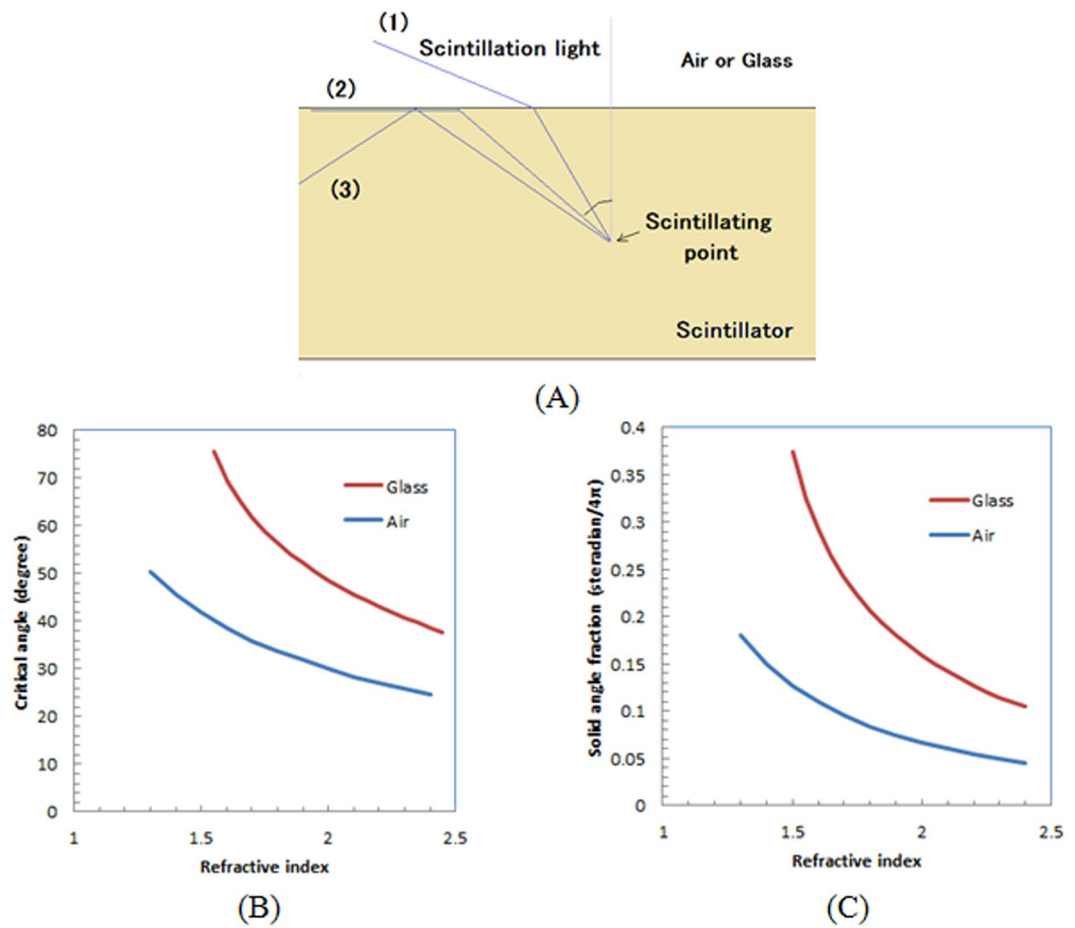 (1)
Scintillation light
Air or Glass
(2)
(3)
Scintillating
point
Scintillator
(A)
80
70
60
50
40
30
20
10
0
Critical angle (degree)
Glass
Air
1
1.5
2
2.5
Refractive index
(B)
0.4
0.35
0.3
0.25
0.2
0.15
0.1
0.05
0
Solid angle fraction (steradian/4π)
Glass
Air
1
1.5
2
2.5
Refractive index
(C)